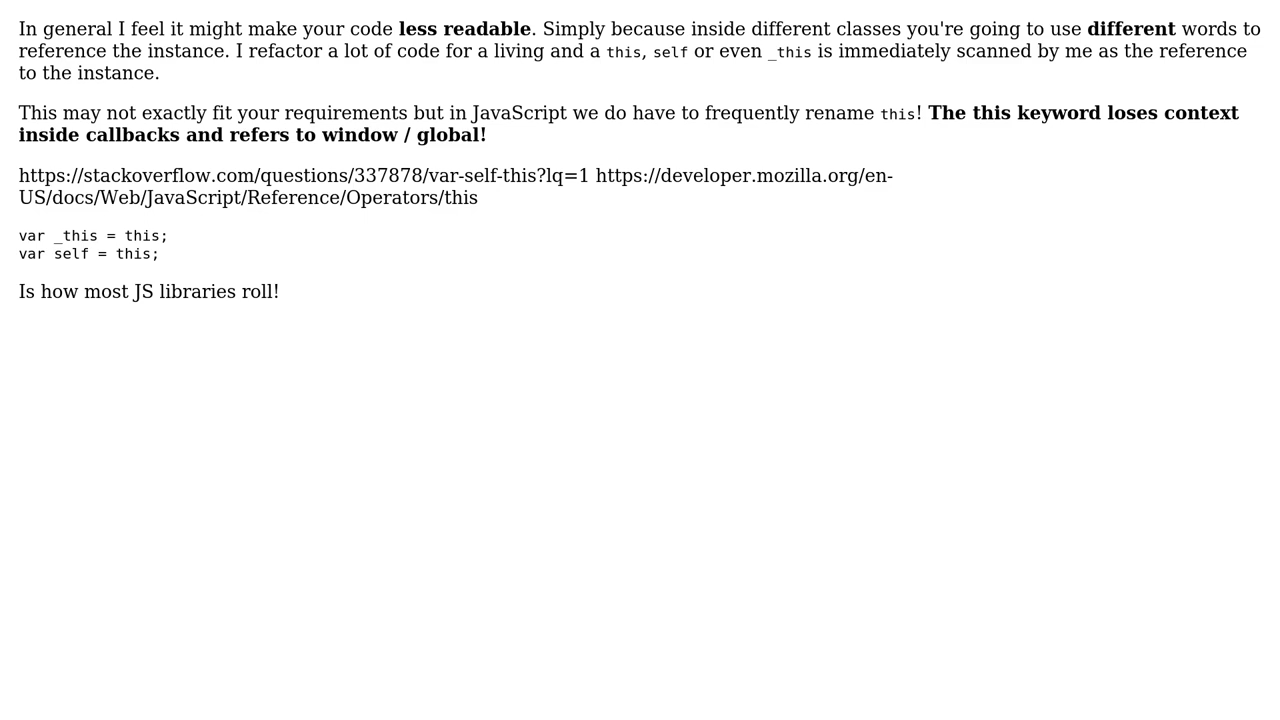 In general I feel it might make your code less readable. Simply because inside different classes you're going to use different words to
reference the instance. I refactor a lot of code for a living and a this, self or even _this is immediately scanned by me as the reference
to the instance.
This may not exactly fit your requirements but in JavaScript we do have to frequently rename this! The this keyword loses context
inside callbacks and refers to window / global!
https://stackoverflow.com/questions/337878/var-self-this?lq=1 https://developer.mozilla.org/en-
US/docs/Web/JavaScript/Reference/Operators/this
var _this = this;
var self = this;
Is how most JS libraries roll!